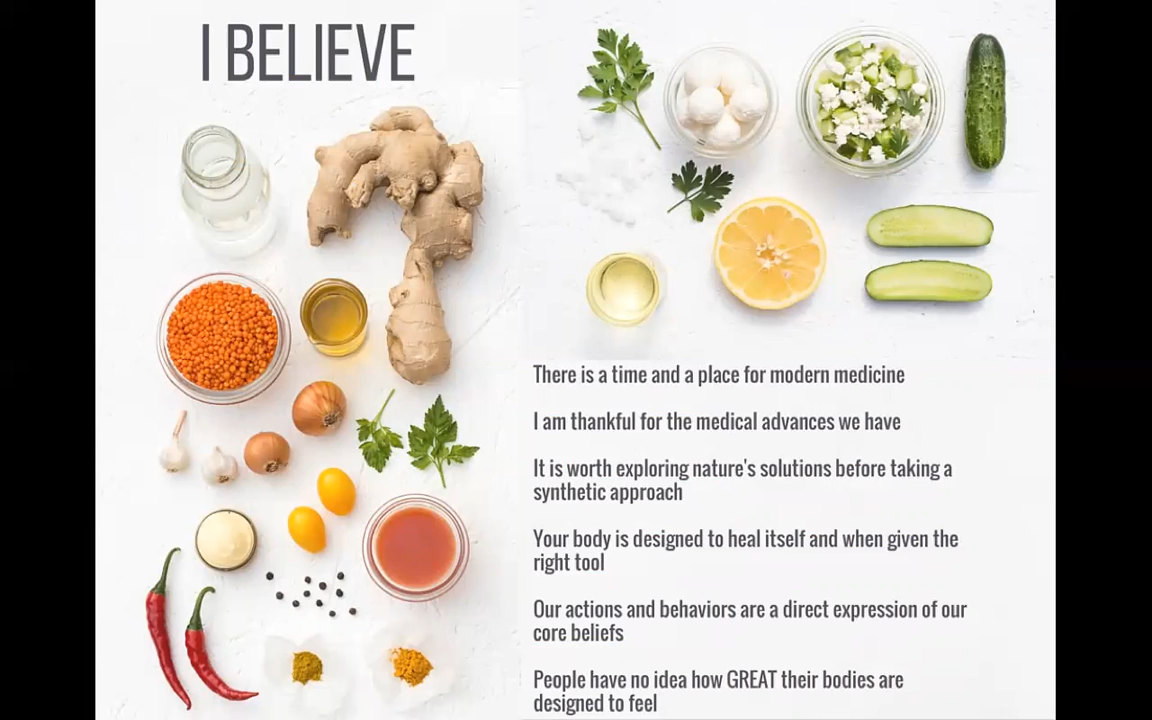 I BELIEVE
There is a time and a place for modern medicine
I am thankful for the medical advances we have
It is worth exploring nature's solutions before taking a
synthetic approach
Your body is designed to heal itself and when given the
right tool
Our actions and behaviors are a direct expression of our
core beliefs
People have no idea how GREAT their bodies are
designed to feel